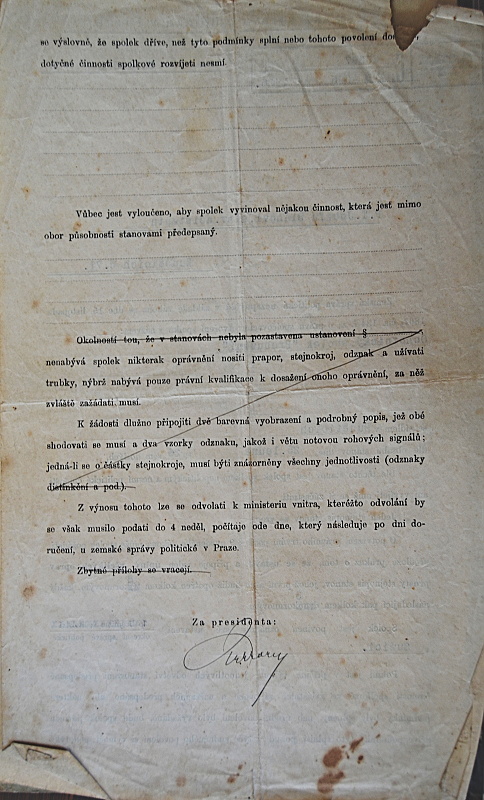 se výslovně, že spolek dříve, než tyto podmínky splní nebo tohoto povolení
dotyčné činnosti spolkové rozvíjeti nesmí.
Vůbec jest vyloučeno, aby spolek vyvinoval nějakou činnost, která jest mimo
obor působnosti stanovami předepsaný.
Okolností tou, že v stanovách nebyla pozastavena ustanovení §
nenabývá spolek nikterak oprávnění nositi prapor, stejnokroj, odznak a užívati
trubky, nýbrž nabývá pouze právní kvalifikace k dosažení onoho oprávnění, za něž
zvláště zažádati musí.
K žádosti dlužno připojiti dvě barevná vyobrazení a podrobný popis, jež obé
shodovati se musí a dva vzorky odznaku, jakož i větu notovou rohových signálů;
jedná-li se o částky stejnokroje, musí býti znázorněny všechny jednotlivosti (odznaky
distinkční a pod.).
Z výnosu tohoto lze se odvolati k ministeriu vnitra, kteréžto odvolání by
se však musilo podati do 4 neděl, počítaje ode dne, který následuje po dni do-
ručení, u zemské správy politické v Praze.
Zbytné přílohy se vracejí.
Za presidenta: